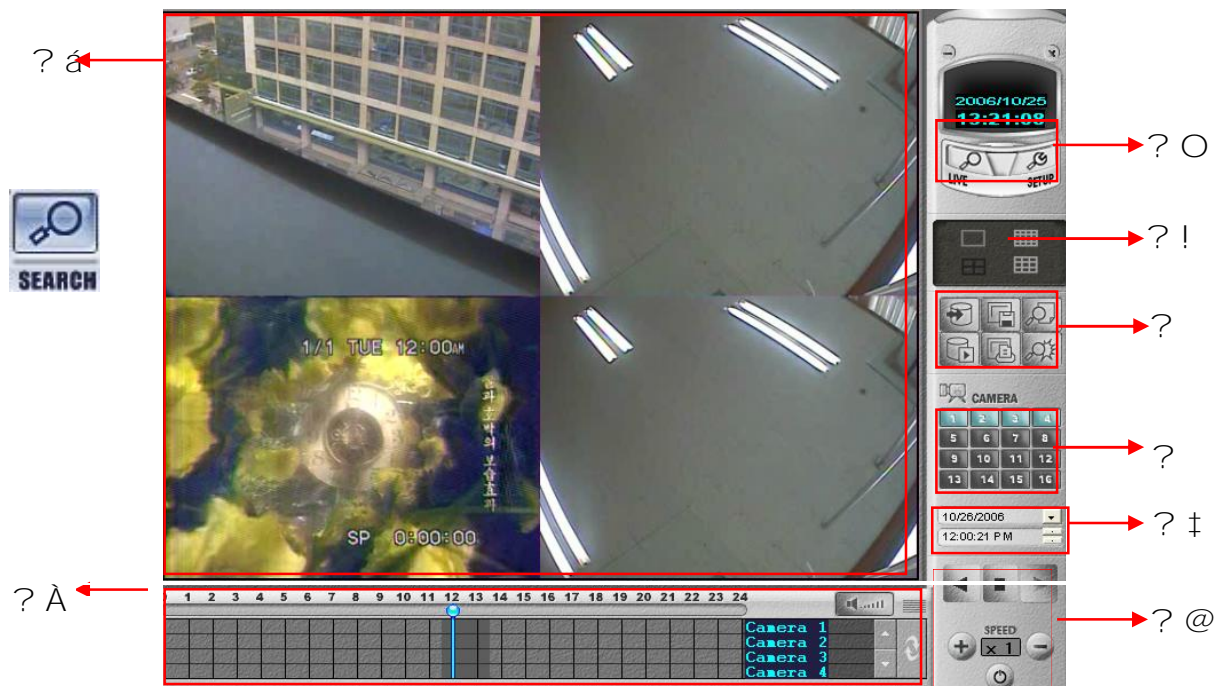 ? á
SEARCH
1/1 TUE 12:00AM
SP 0:00:00
2006/10/25
13:21:08
LIVE SETUP
? O
? !
?
CAMERA
1 2 3 4
5 6 7 8
9 10 11 12
13 14 15 16
?
10/26/2006
12:00:21 PM
? ‡
? À
1 2 3 4 5 6 7 8 9 10 11 12 13 14 15 16 17 18 19 20 21 22 23 24
Camera 1
Camera 2
Camera 3
Camera 4
SPEED
x 1
? @